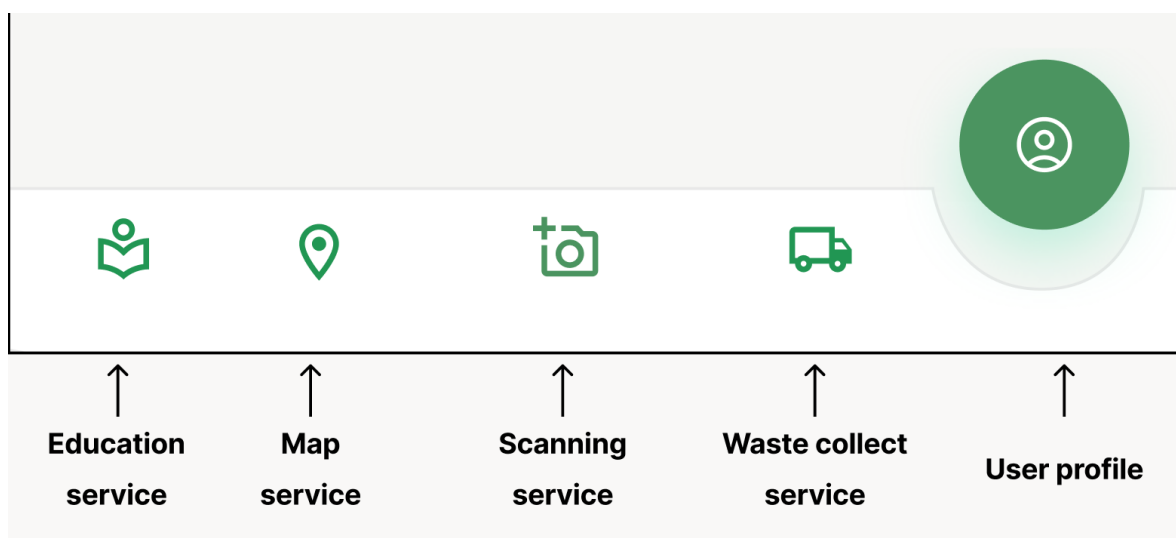 Education
service
Map
service
Scanning
service
Waste collect
service
User profile